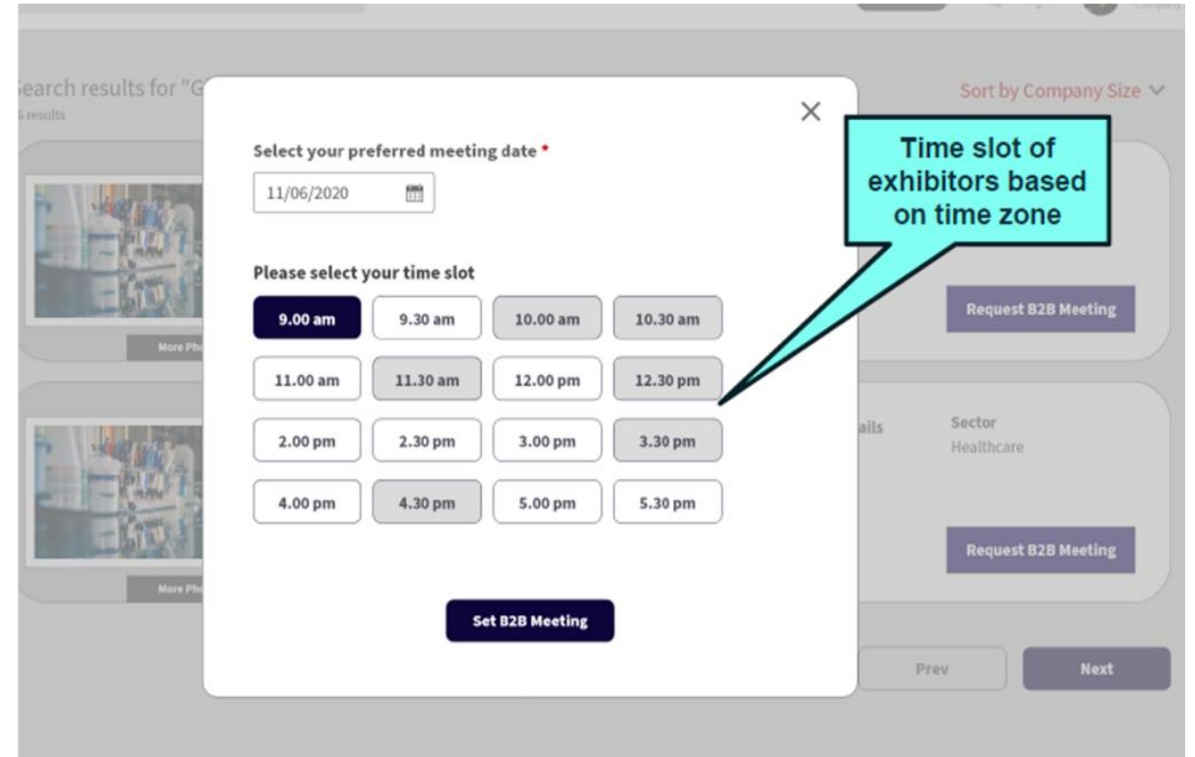 Search results for "G
5 results
Sort by Company Size
Select your preferred meeting date *
11/06/2020
Time slot of
exhibitors based
on time zone
Please select your time slot
9.00 am
9.30 am
10.00 am
10.30 am
Request B2B Meeting
More Pho
11.00 am
11.30 am
12.00 pm
12.30 pm
2.00 pm
2.30 pm
3.00 pm
3.30 pm
ails
Sector
Healthcare
4.00 pm
4.30 pm
5.00 pm
5.30 pm
Request B2B Meeting
More Pho
Set B2B Meeting
Prev
Next